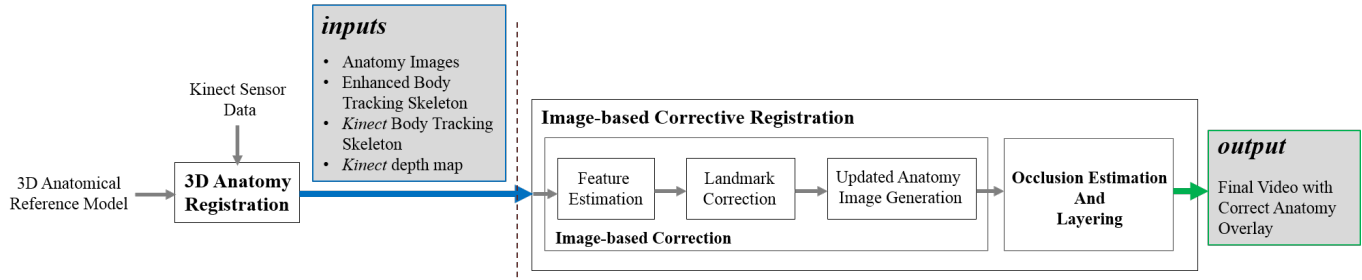 Kinect Sensor
Data
3D Anatomical
Reference Model
3D Anatomy
Registration
inputs
• Anatomy Images
• Enhanced Body
Tracking Skeleton
• Kinect Body Tracking
Skeleton
• Kinect depth map
Image-based Corrective Registration
Feature
Estimation
Landmark
Correction
Updated Anatomy
Image Generation
Image-based Correction
Occlusion Estimation
And
Layering
output
Final Video with
Correct Anatomy
Overlay